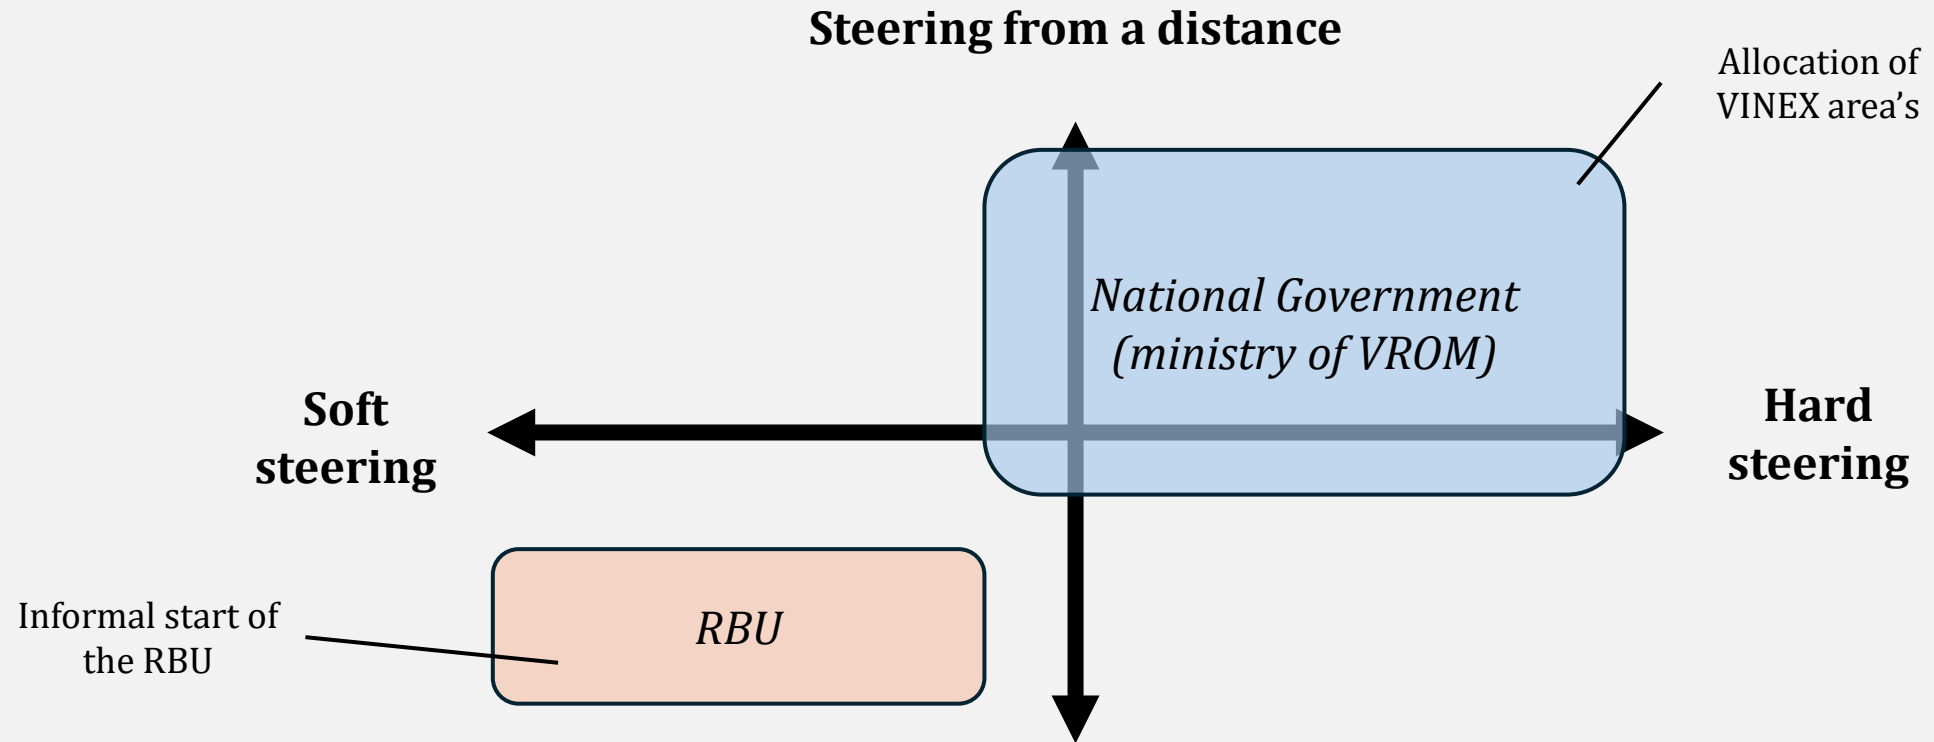 Steering from a distance
Allocation of
VINEX area’s
National Government
(ministry of VROM)
Soft
steering
Hard
steering
Informal start of
the RBU
RBU